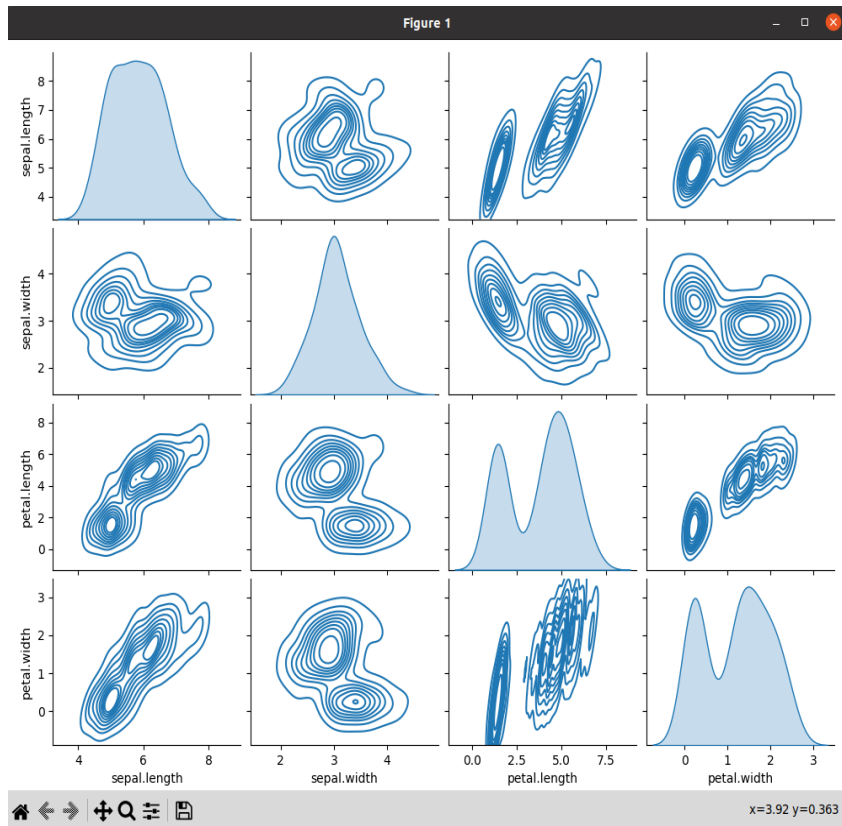 Figure 1
8
7
6
5
4
sepal.length
4
3
2
sepal.width
8
6
4
2
0
petal.length
3
2
1
0
petal.width
4 6 8 2 3 4 0.0 2.5 5.0 7.5 0 1 2 3
sepal.length sepal.width petal.length petal.width
x=3.92 y=0.363